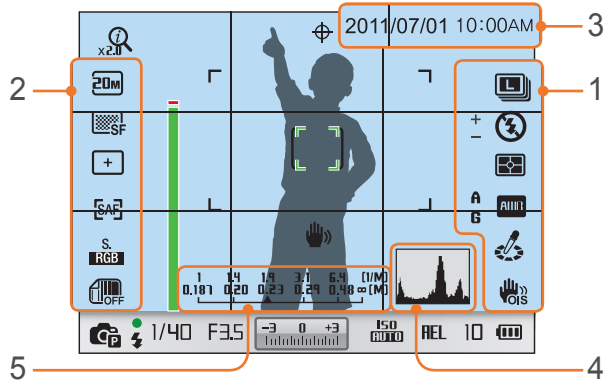 3
2011/07/01 10:00AM
x2.0
2
1
20M
L
SF
+
−
+
A
G
AWB
SAF
S.
RGB
OFF
OIS
1 1.4 1.9 3.1 6.4 [1/M]
0.187 0.20 0.23 0.29 0.48 ∞ [M]
P
1/40
F3.5
-3 0 +3
ISO
AUTO
AEL
10
5
4